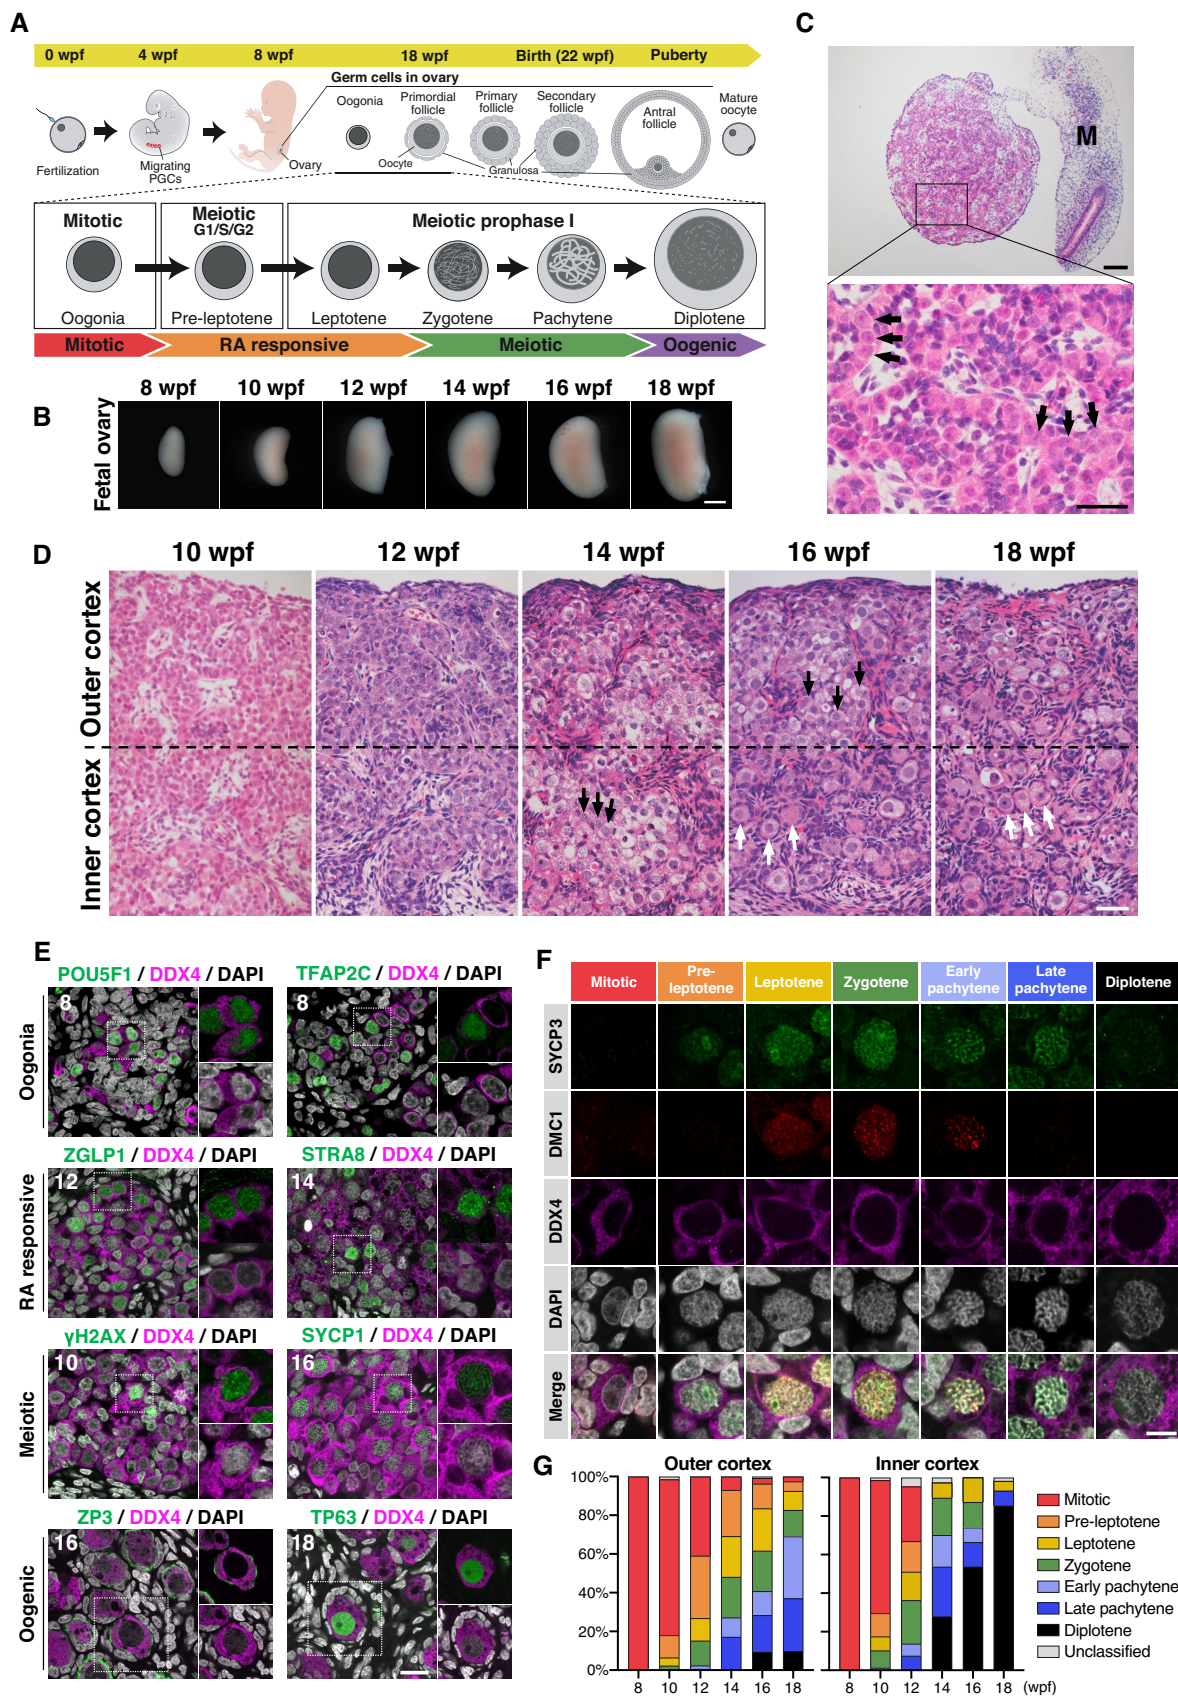 A
0 wpf 4 wpf 8 wpf 18 wpf Birth (22 wpf) Puberty
Germ cells in ovary
Oogonia
Primordial
follicle
Primary
follicle
Secondary
follicle
Antral
follicle
Mature
oocyte
Fertilization
Migrating
PGCs
Ovary
Oocyte
Granulosa
Mitotic
Meiotic
G1/S/G2
Meiotic prophase I
Oogonia Pre-leptotene Leptotene Zygotene Pachytene Diplotene
Mitotic RA responsive Meiotic Oogenic
B
8 wpf 10 wpf 12 wpf 14 wpf 16 wpf 18 wpf
Fetal ovary
C
M
D
10 wpf 12 wpf 14 wpf 16 wpf 18 wpf
Outer cortex
Inner cortex
E
POU5F1 / DDX4 / DAPI TFAP2C / DDX4 / DAPI
8 8
Oogonia
ZGLP1 / DDX4 / DAPI STRA8 / DDX4 / DAPI
12 14
RA responsive
γH2AX / DDX4 / DAPI SYCP1 / DDX4 / DAPI
10 16
Meiotic
ZP3 / DDX4 / DAPI TP63 / DDX4 / DAPI
16 18
Oogenic
F
Mitotic
Pre-
leptotene
Leptotene
Zygotene
Early
pachytene
Late
pachytene
Diplotene
SYCP3
DMC1
DDX4
DAPI
Merge
G
Outer cortex Inner cortex
100%
80%
60%
40%
20%
0%
8 10 12 14 16 18 8 10 12 14 16 18 (wpf)
Mitotic
Pre-leptotene
Leptotene
Zygotene
Early pachytene
Late pachytene
Diplotene
Unclassified